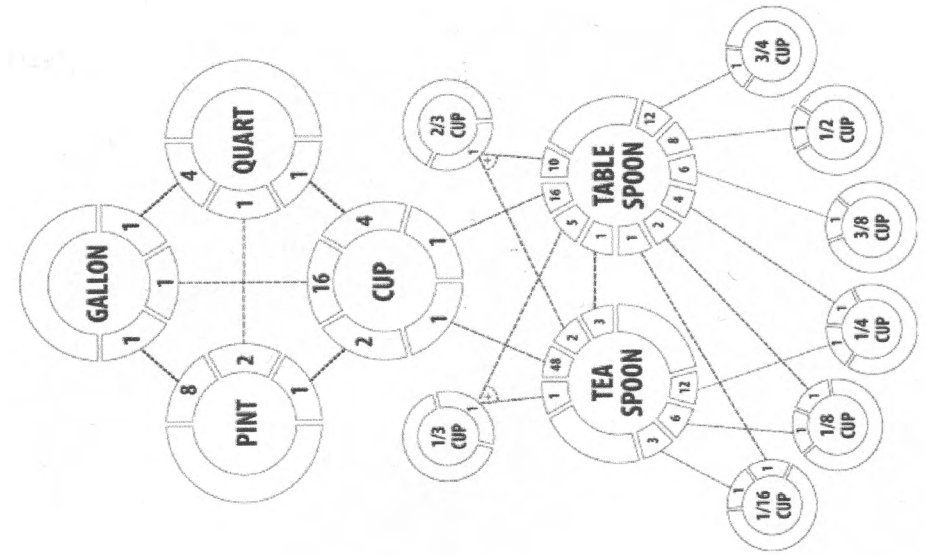 GALLON
1 1 1
8 4
PINT 2 1 QUART
1 1
2 16 4
CUP
1 1
1/3
CUP
1
+
2/3
CUP
1
+
1 48 2 3
TEA
SPOON
3 6 12
1 5 16 10
TABLE
SPOON
1 2 4 6 8 12
1 1
1/16
CUP
1 1
1/8
CUP
1 1
1/4
CUP
1
3/8
CUP
1
1/2
CUP
1
3/4
CUP